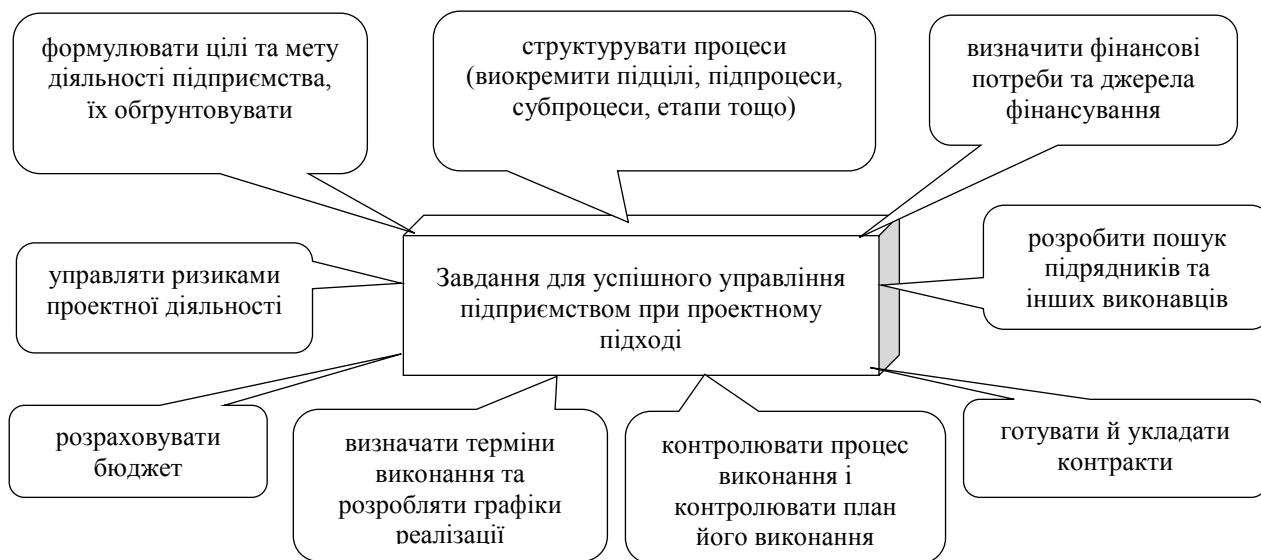 формулювати цілі та мету
діяльності підприємства,
їх обґрунтовувати
структурувати процеси
(виокремити підцілі, підпроцеси,
субпроцеси, етапи тощо)
визначити фінансові
потреби та джерела
фінансування
управляти ризиками
проектної діяльності
Завдання для успішного управління
підприємством при проектному
підході
розробити пошук
підрядників та
інших виконавців
розраховувати
бюджет
визначати терміни
виконання та
розробляти графіки
реалізації
контролювати процес
виконання і
контролювати план
його виконання
готувати й укладати
контракти